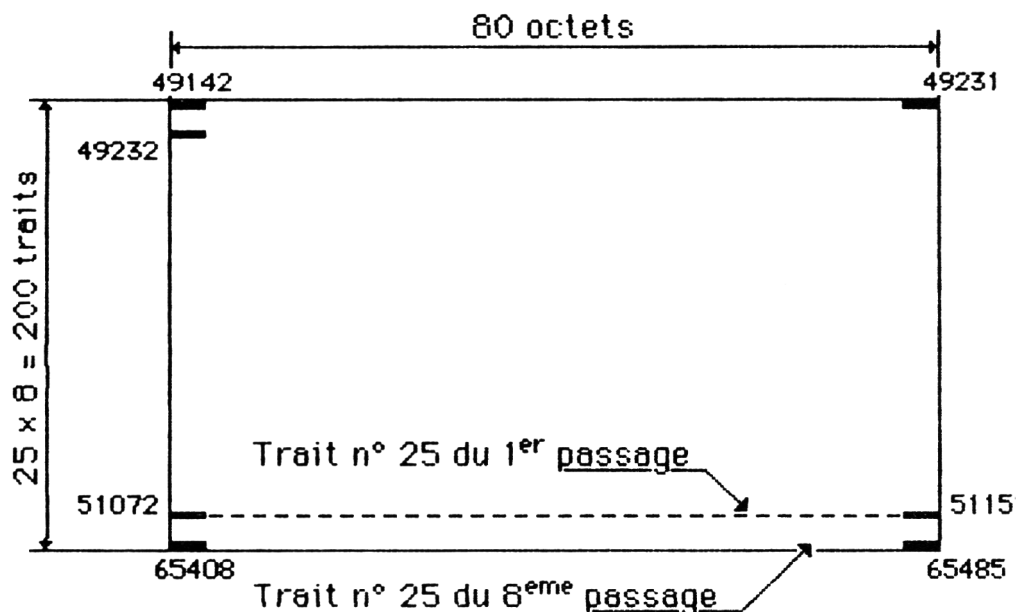 80 octets
49142 49231
49232
25 x 8 = 200 traits
Trait n° 25 du 1er passage
51072 5115
65408 65485
Trait n° 25 du 8eme passage